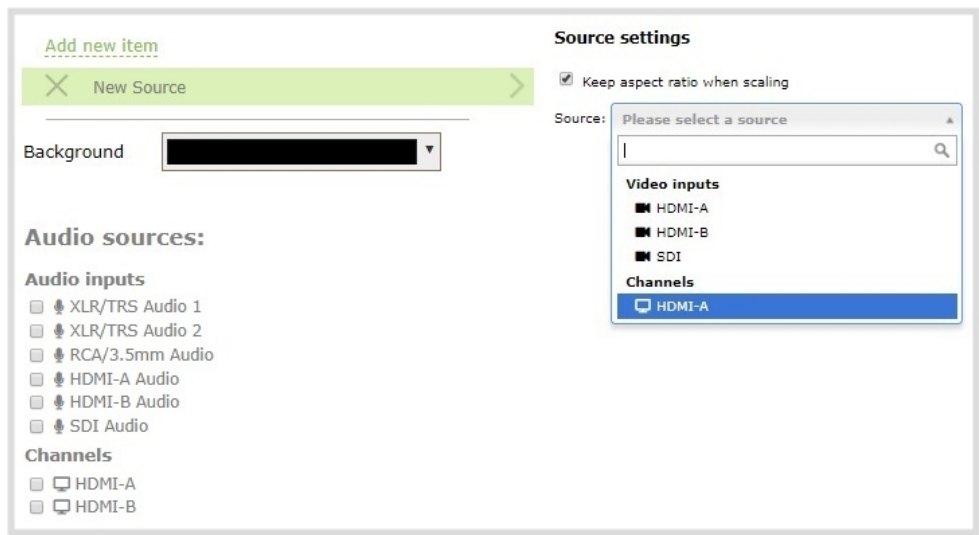 Add new item
New Source
Background
Audio sources:
Audio inputs
XLR/TRS Audio 1
XLR/TRS Audio 2
RCA/3.5mm Audio
HDMI-A Audio
HDMI-B Audio
SDI Audio
Channels
HDMI-A
HDMI-B
Source settings
Keep aspect ratio when scaling
Source: Please select a source
Video inputs
HDMI-A
HDMI-B
SDI
Channels
HDMI-A